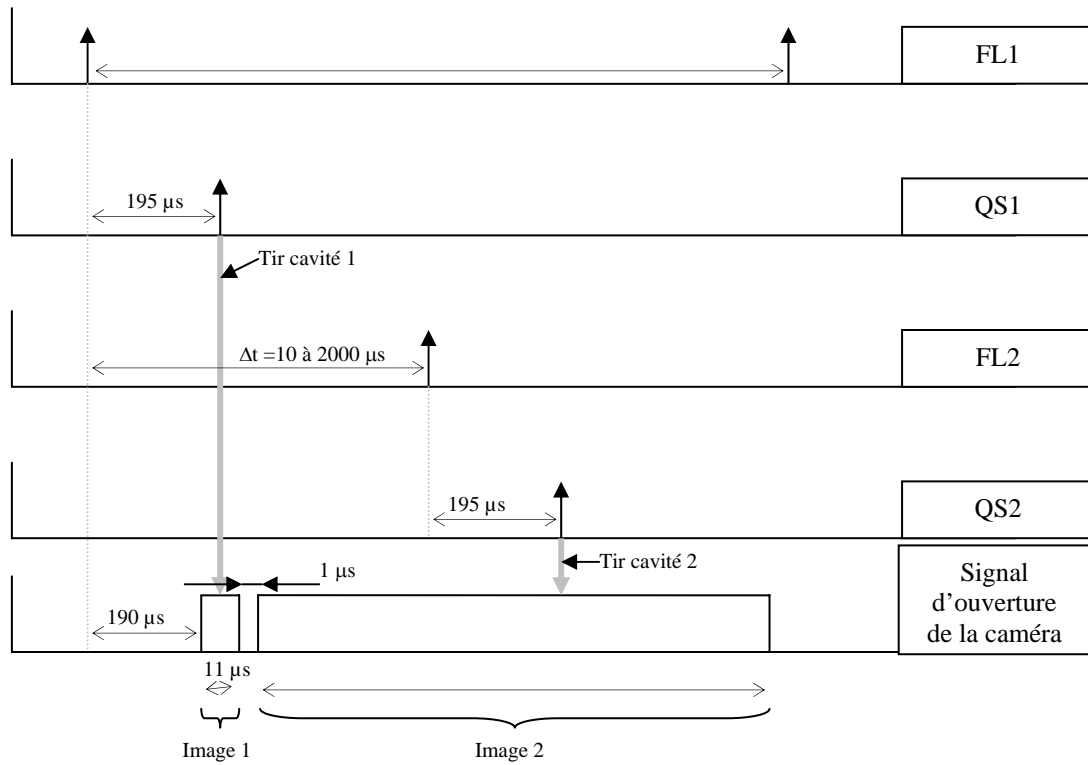 FL1
195 µs
QS1
Tir cavité 1
Δt =10 à 2000 µs
FL2
195 µs
QS2
Tir cavité 2
1 µs
Signal
d’ouverture
de la caméra
190 µs
11 µs
Image 1
Image 2